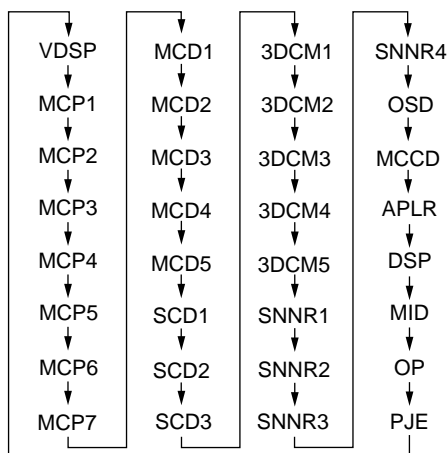 VDSP
MCP1
MCP2
MCP3
MCP4
MCP5
MCP6
MCP7
MCD1
MCD2
MCD3
MCD4
MCD5
SCD1
SCD2
SCD3
3DCM1
3DCM2
3DCM3
3DCM4
3DCM5
SNNR1
SNNR2
SNNR3
SNNR4
OSD
MCCD
APLR
DSP
MID
OP
PJE